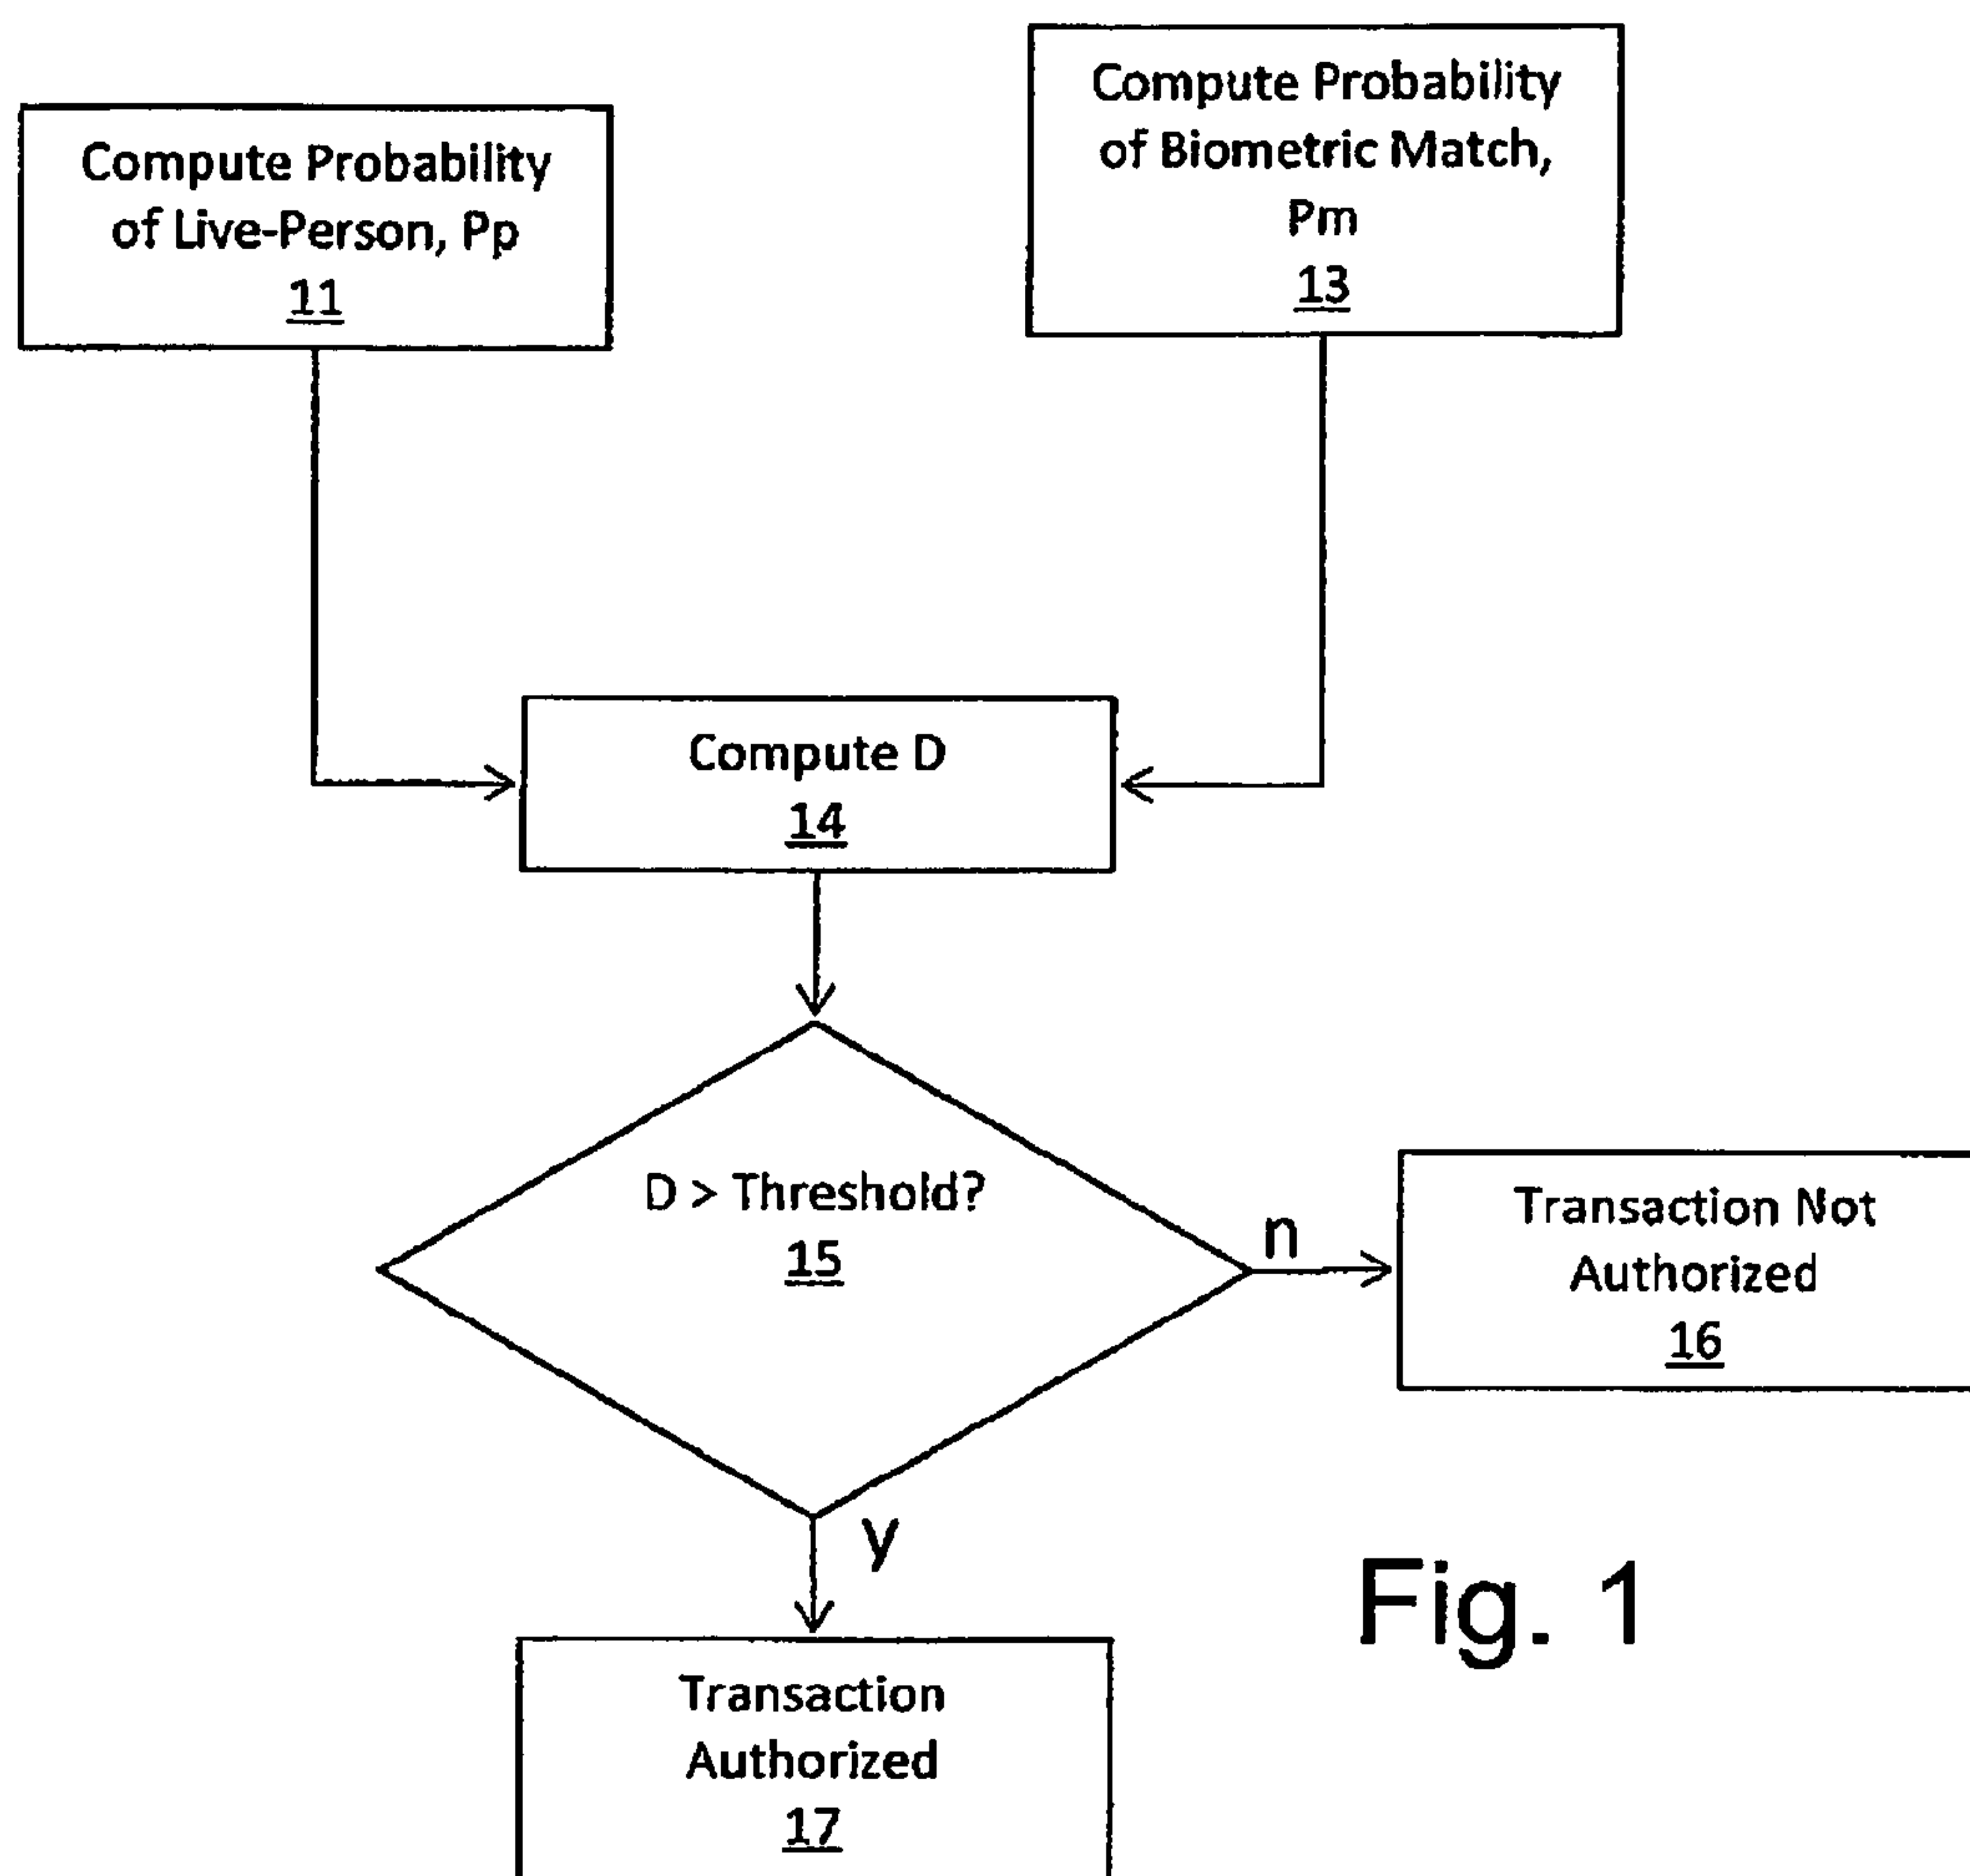 Compute Probability
of Live-Person, Pp
11
Compute Probability
of Biometric Match,
Pm
13
Compute D
14
D > Threshold?
15
n
Transaction Not
Authorized
16
y
Transaction
Authorized
17
Fig. 1